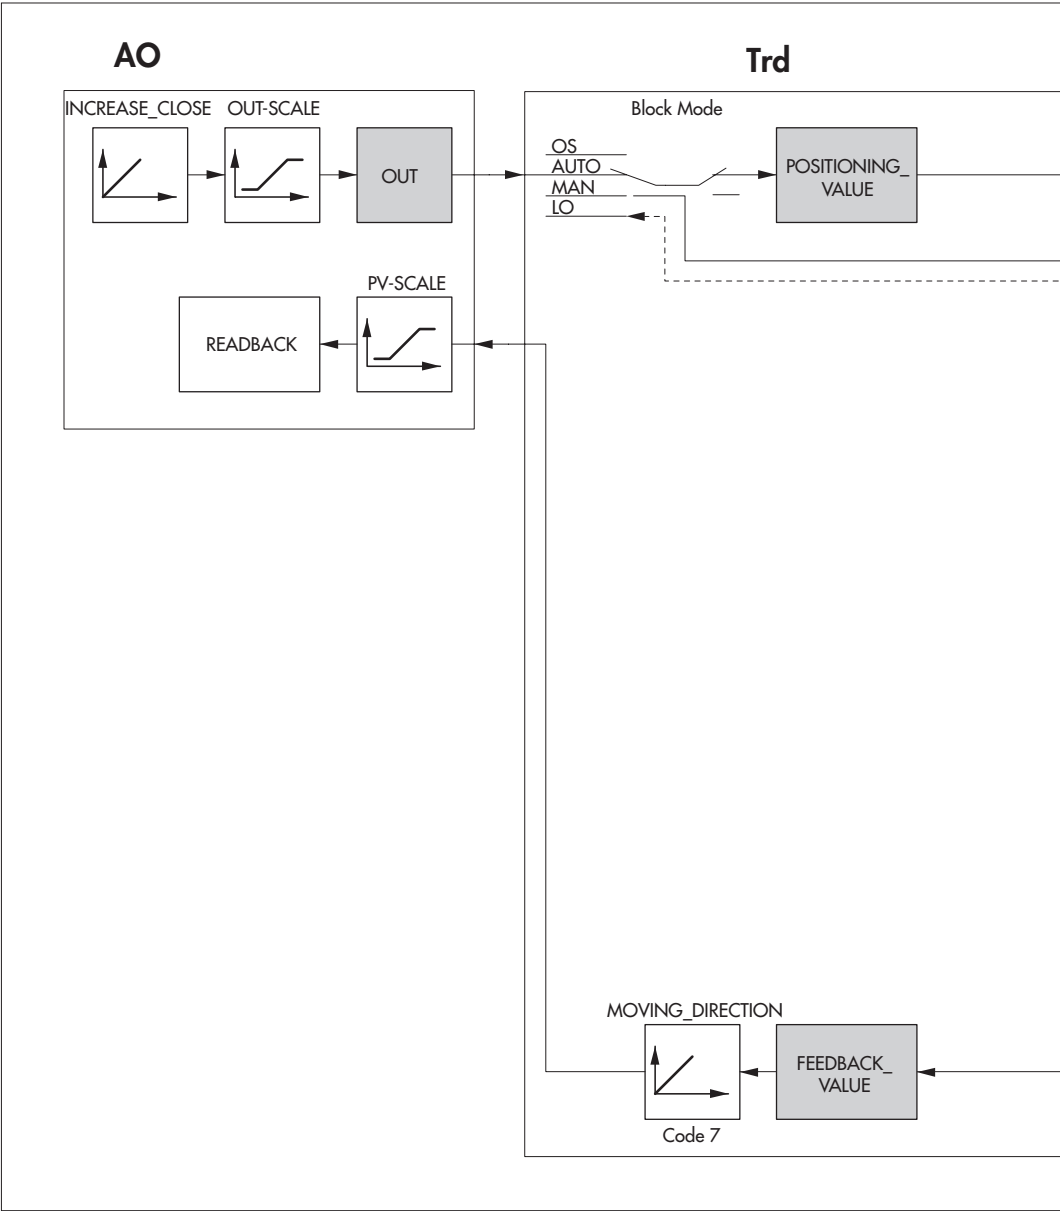 AO
Trd
INCREASE_CLOSE
OUT-SCALE
OUT
Block Mode
OS
AUTO
MAN
LO
POSITIONING_
VALUE
PV-SCALE
READBACK
MOVING_DIRECTION
FEEDBACK_
VALUE
Code 7